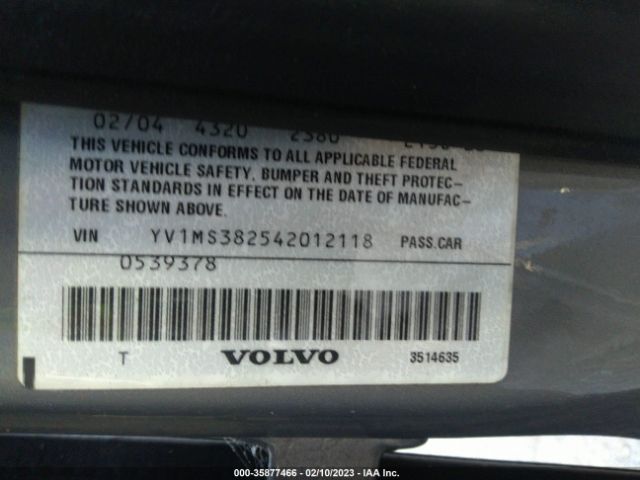 02/04 4320 2380
THIS VEHICLE CONFORMS TO ALL APPLICABLE FEDERAL
MOTOR VEHICLE SAFETY, BUMPER AND THEFT PROTEC-
TION STANDARDS IN EFFECT ON THE DATE OF MANUFAC-
TURE SHOWN ABOVE.
VIN YV1MS382542012118 PASS.CAR
0539378
T VOLVO 3514635
000-35877466 - 02/10/2023 - IAA Inc.